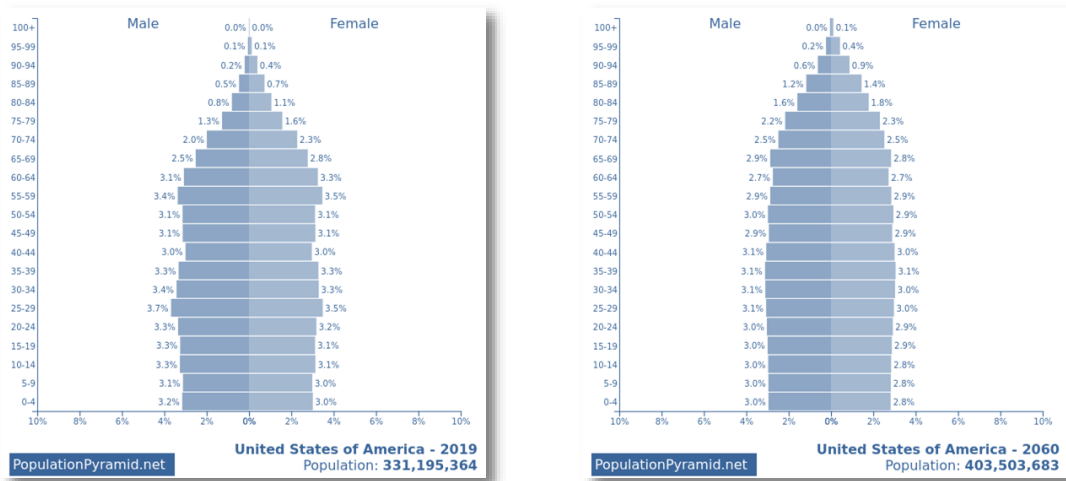 Male Female
100+ 0.0% 0.0%
95-99 0.1% 0.1%
90-94 0.2% 0.4%
85-89 0.5% 0.7%
80-84 0.8% 1.1%
75-79 1.3% 1.6%
70-74 2.0% 2.3%
65-69 2.5% 2.8%
60-64 3.1% 3.3%
55-59 3.4% 3.5%
50-54 3.1% 3.1%
45-49 3.1% 3.1%
40-44 3.0% 3.0%
35-39 3.3% 3.3%
30-34 3.4% 3.3%
25-29 3.7% 3.5%
20-24 3.3% 3.2%
15-19 3.3% 3.1%
10-14 3.3% 3.1%
5-9 3.1% 3.0%
0-4 3.2% 3.0%
10% 8% 6% 4% 2% 0% 2% 4% 6% 8% 10%
United States of America - 2019
PopulationPyramid.net Population: 331,195,364
Male Female
100+ 0.0% 0.1%
95-99 0.2% 0.4%
90-94 0.6% 0.9%
85-89 1.2% 1.4%
80-84 1.6% 1.8%
75-79 2.2% 2.3%
70-74 2.5% 2.5%
65-69 2.9% 2.8%
60-64 2.7% 2.7%
55-59 2.9% 2.9%
50-54 3.0% 2.9%
45-49 2.9% 2.9%
40-44 3.1% 3.0%
35-39 3.1% 3.1%
30-34 3.1% 3.0%
25-29 3.1% 3.0%
20-24 3.0% 2.9%
15-19 3.0% 2.9%
10-14 3.0% 2.8%
5-9 3.0% 2.8%
0-4 3.0% 2.8%
10% 8% 6% 4% 2% 0% 2% 4% 6% 8% 10%
United States of America - 2060
PopulationPyramid.net Population: 403,503,683